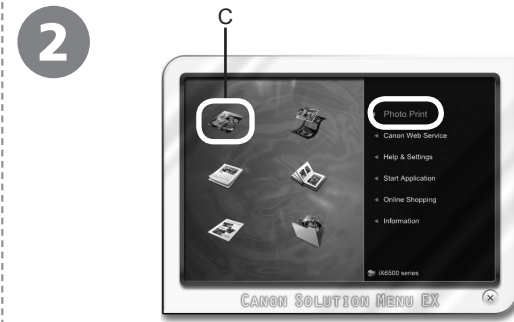 2
C
Photo Print
Canon Web Service
Help & Settings
Start Application
Online Shopping
Information
iX6500 series
CANON SOLUTION MENU EX